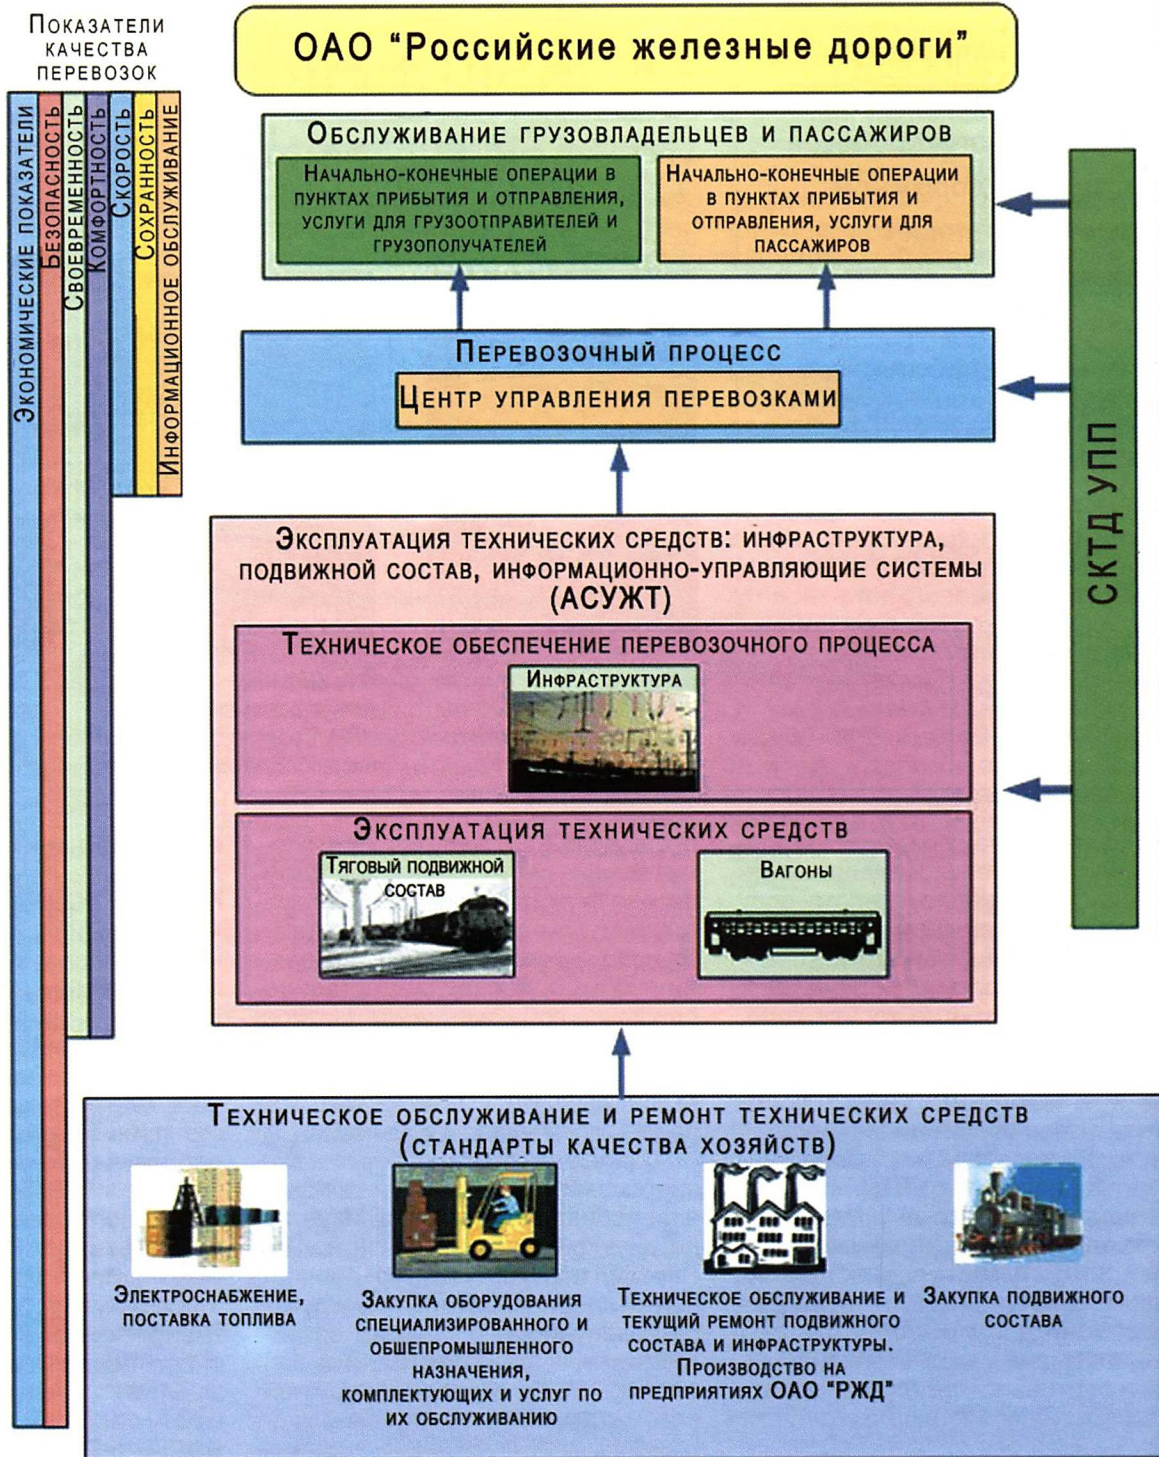 Показатели
качества
перевозок
Экономические показатели
Безопасность
Своевременность
Комфортность
Скорость
Сохранность
Информационное обслуживание
ОАО “Российские железные дороги”
Обслуживание грузовладельцев и пассажиров
Начально-конечные операции в
пунктах прибытия и отправления,
услуги для грузоотправителей и
грузополучателей
Начально-конечные операции
в пунктах прибытия и
отправления, услуги для
пассажиров
Перевозочный процесс
Центр управления перевозками
СКТД УПП
Эксплуатация технических средств: инфраструктура,
подвижной состав, информационно-управляющие системы
(АСУЖТ)
Техническое обеспечение перевозочного процесса
Инфраструктура
Эксплуатация технических средств
Тяговый подвижной
состав
Вагоны
Техническое обслуживание и ремонт технических средств
(стандарты качества хозяйств)
Электроснабжение,
поставка топлива
Закупка оборудования
специализированного и
обшепромышленного
назначения,
комплектующих и услуг по
их обслуживанию
Техническое обслуживание и
текущий ремонт подвижного
состава и инфраструктуры.
Производство на
предприятиях ОАО “РЖД”
Закупка подвижного
состава